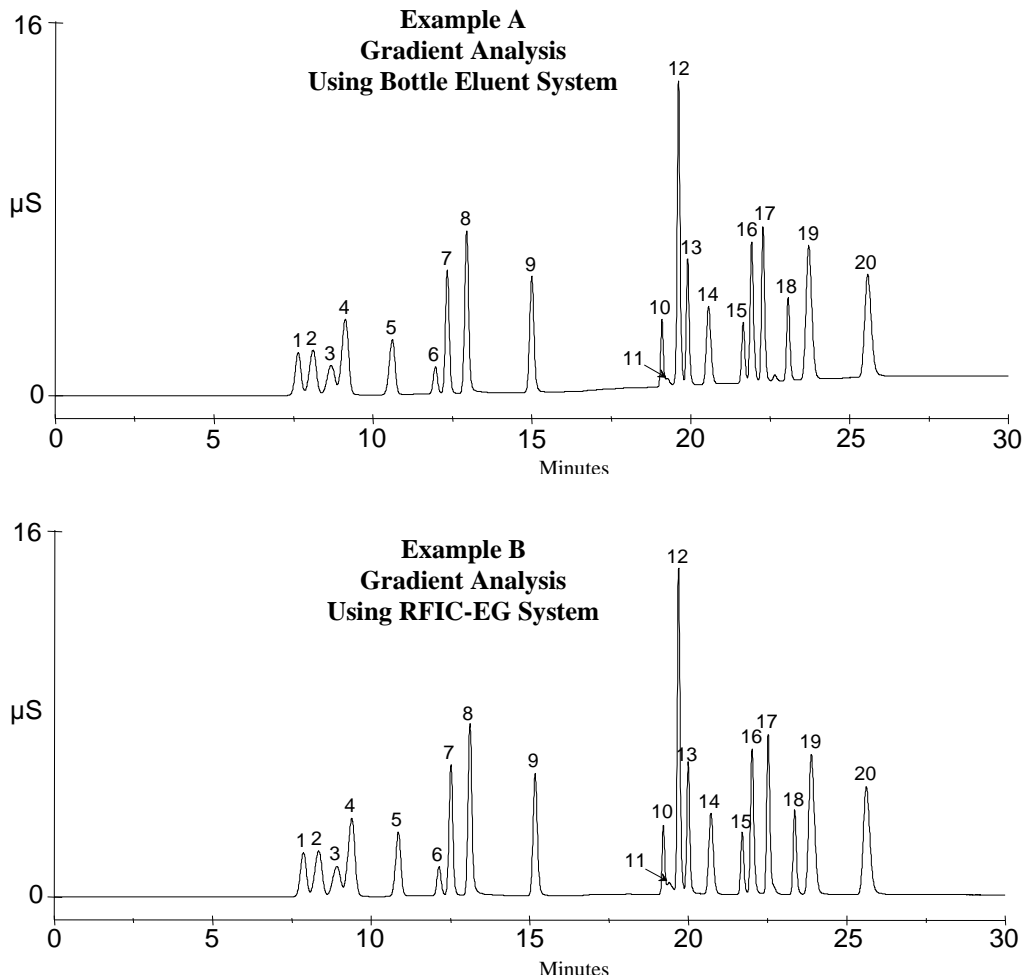 16
Example A
Gradient Analysis
Using Bottle Eluent System
µS
0
1 2 3 4 5 6 7 8 9 10 11 12 13 14 15 16 17 18 19 20
0 5 10 15 20 25 30
Minutes
16
Example B
Gradient Analysis
Using RFIC-EG System
µS
0
1 2 3 4 5 6 7 8 9 10 11 12 13 14 15 16 17 18 19 20
0 5 10 15 20 25 30
Minutes